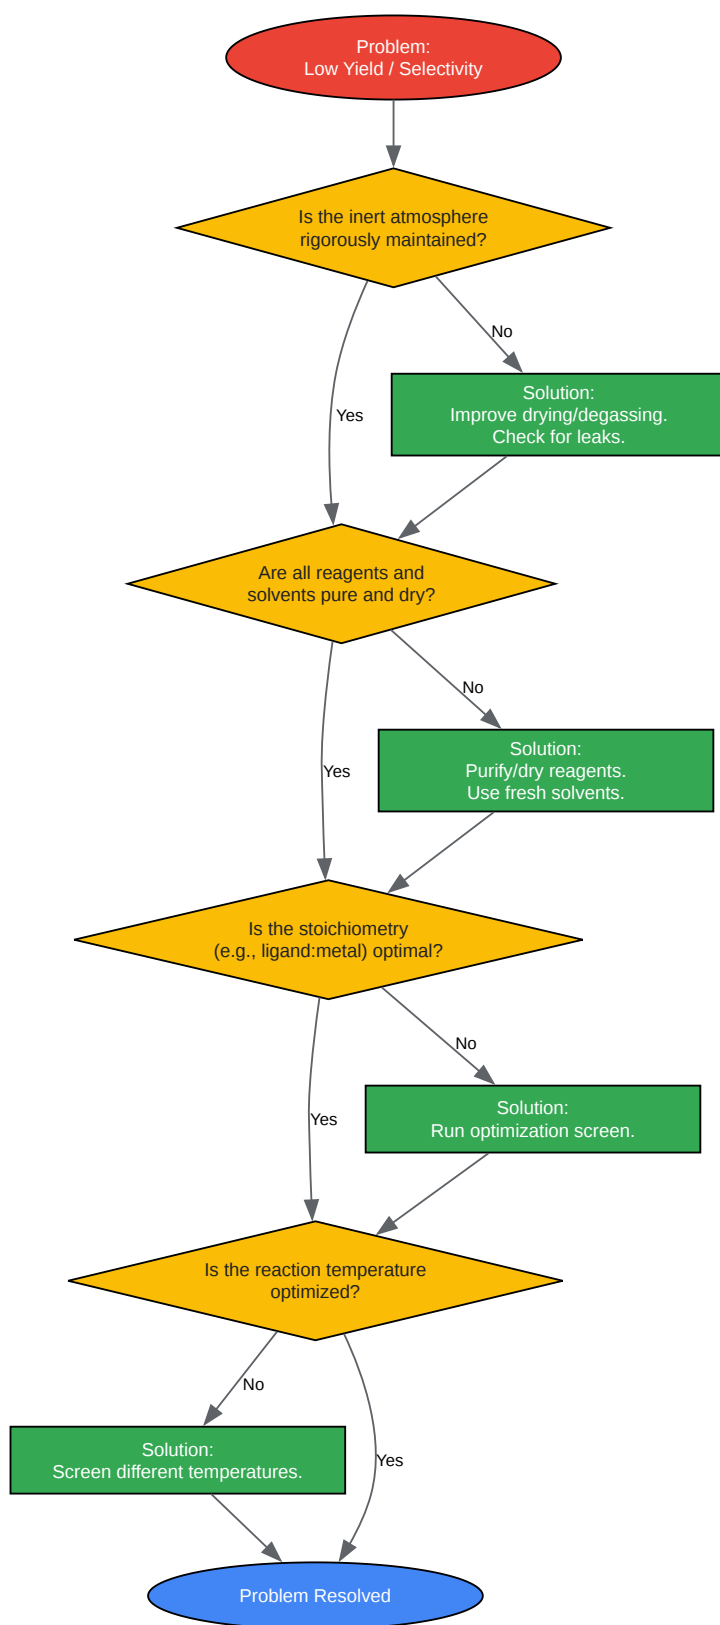 Problem:
Low Yield / Selectivity
Is the inert atmosphere
rigorously maintained?
No
Solution:
Improve drying/degassing.
Check for leaks.
Yes
Are all reagents and
solvents pure and dry?
No
Solution:
Purify/dry reagents.
Use fresh solvents.
Yes
Is the stoichiometry
(e.g., ligand:metal) optimal?
No
Solution:
Run optimization screen.
Yes
Is the reaction temperature
optimized?
No
Solution:
Screen different temperatures.
Yes
Problem Resolved